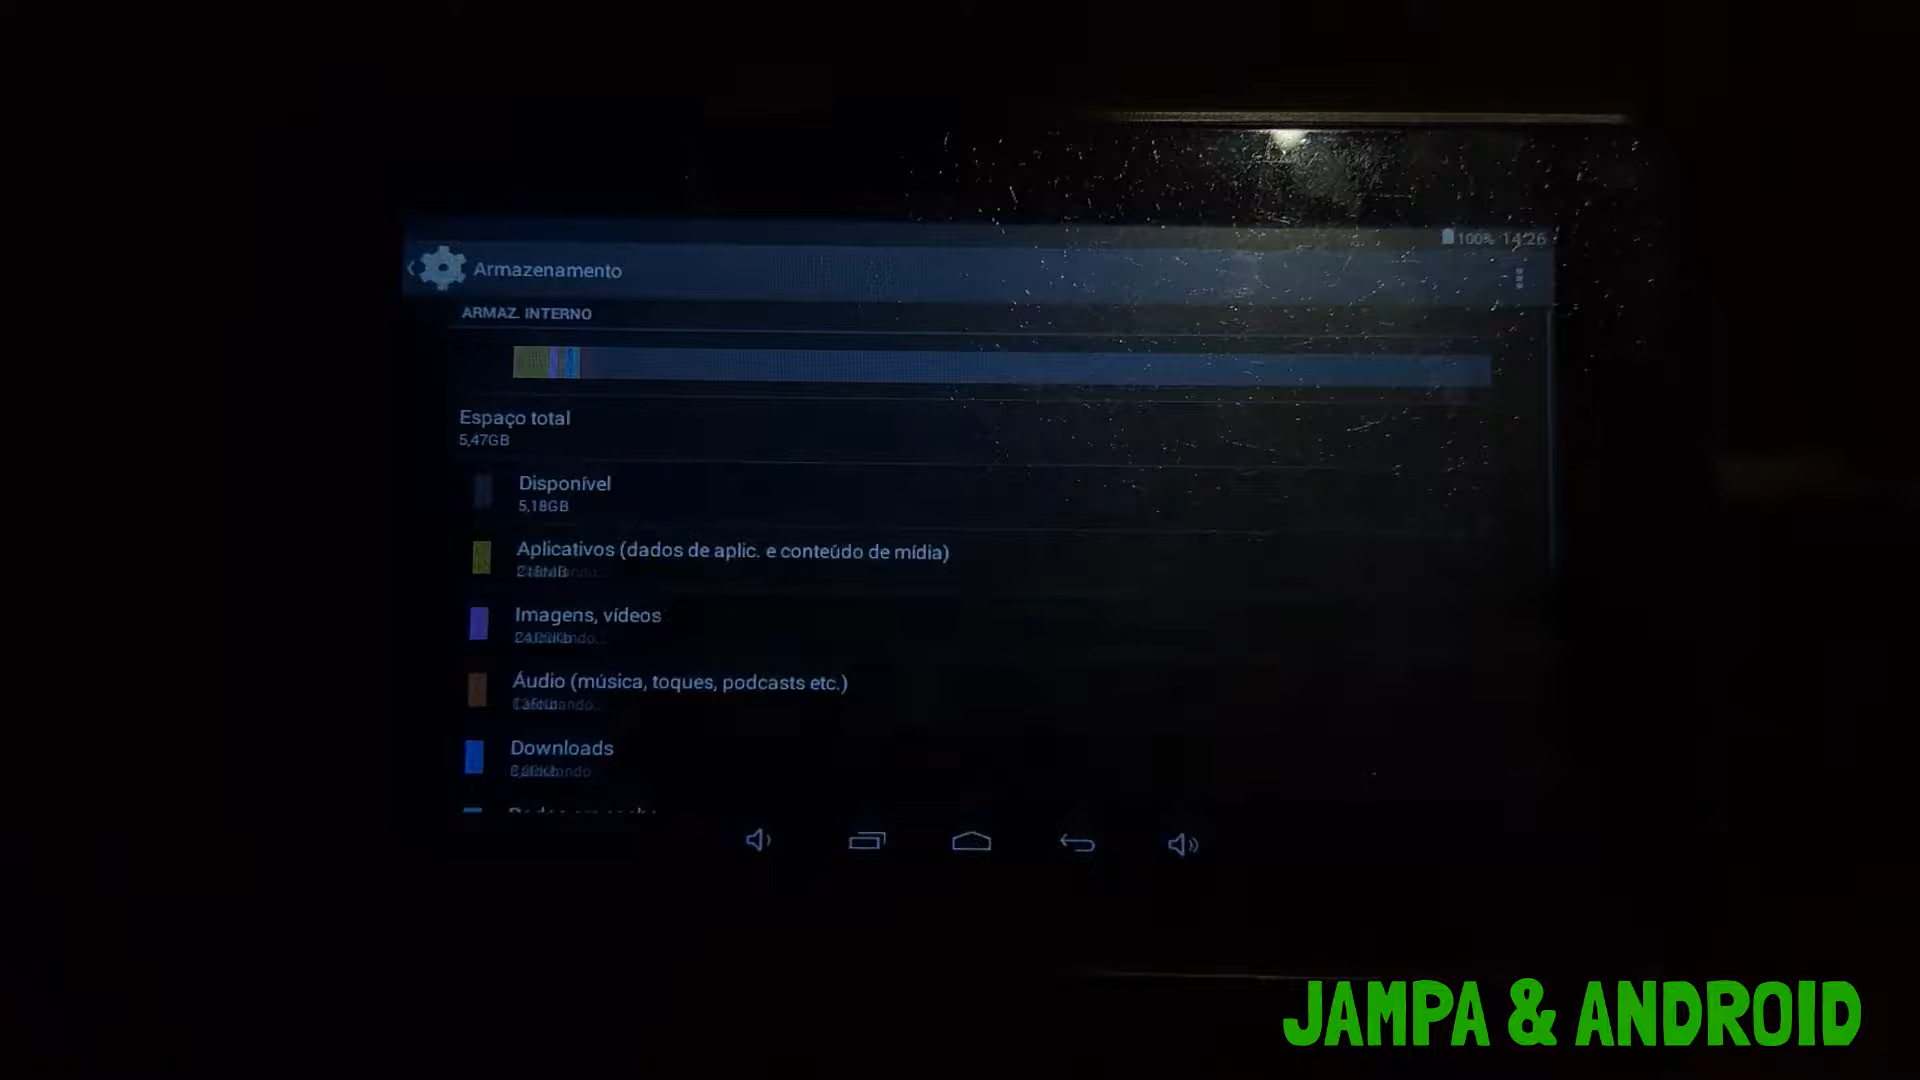 100% 14:26
Armazenamento
ARMAZ. INTERNO
Espaço total
5,47GB
Disponível
5,18GB
Aplicativos (dados de aplic. e conteúdo de mídia)
Imagens, vídeos
Áudio (música, toques, podcasts etc.)
Downloads
JAMPA & ANDROID